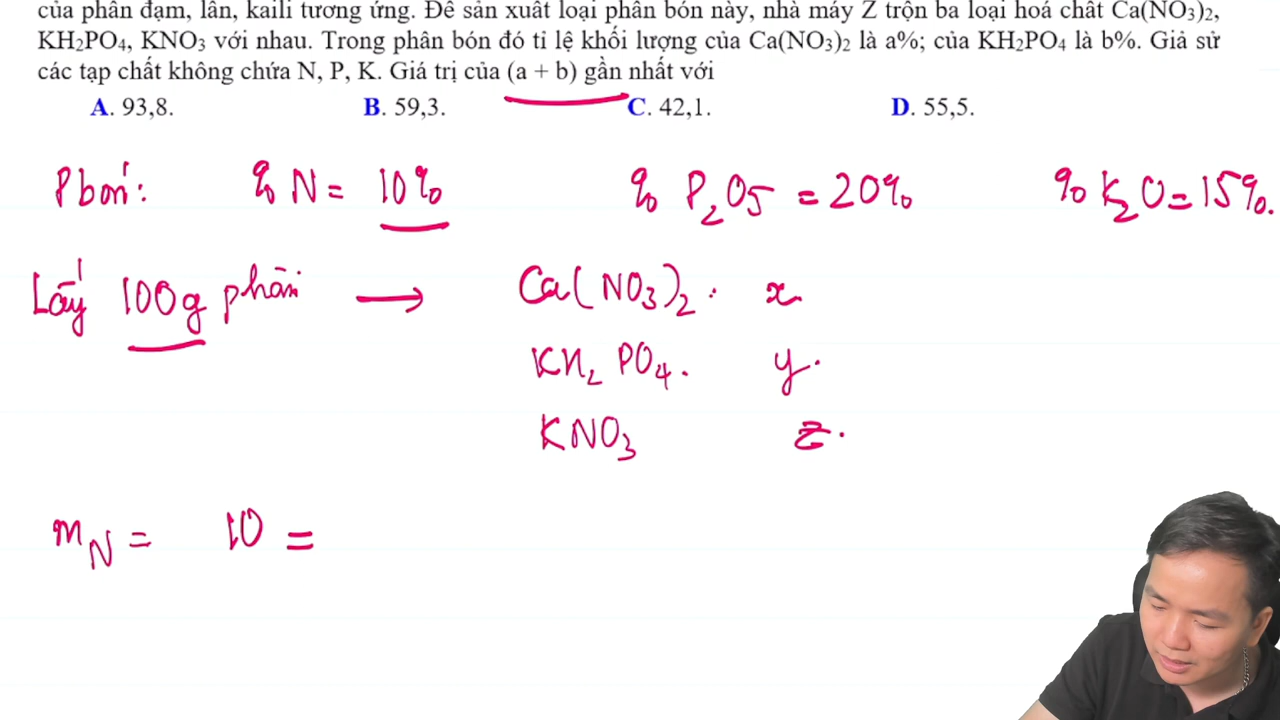 của phân đạm, lân, kaili tương ứng. Để sản xuất loại phân bón này, nhà máy Z trộn ba loại hoá chất Ca(NO₃)₂,
KH₂PO₄, KNO₃ với nhau. Trong phân bón đó tỉ lệ khối lượng của Ca(NO₃)₂ là a%; của KH₂PO₄ là b%. Giả sử
các tạp chất không chứa N, P, K. Giá trị của (a + b) gần nhất với
A. 93,8. B. 59,3. C. 42,1. D. 55,5.
Pbón: % N = 10% % P₂O₅ = 20% % K₂O = 15%.
Lấy 100g phân → Ca(NO₃)₂ : x
KH₂PO₄. y.
KNO₃ z.
m_N = 10 =